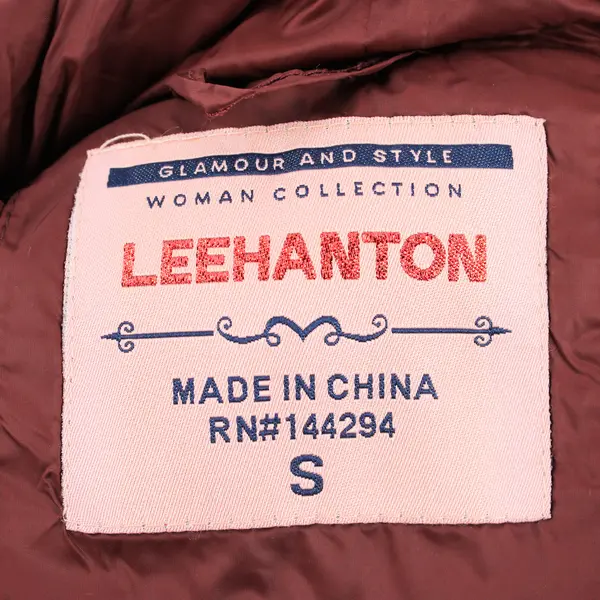 GLAMOUR AND STYLE
WOMAN COLLECTION
LEEHANTON
MADE IN CHINA
RN#144294
S